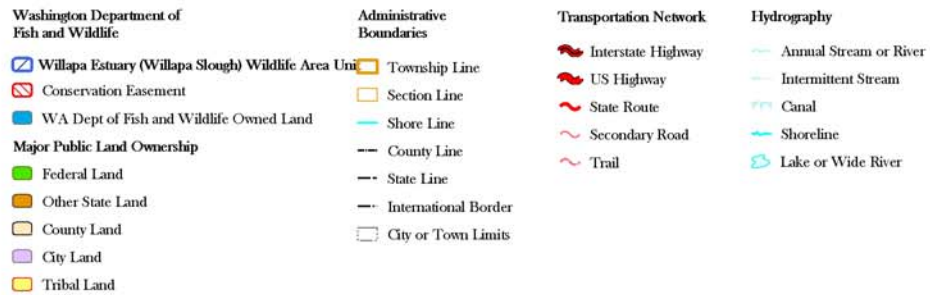 Washington Department of
Fish and Wildlife
Willapa Estuary (Willapa Slough) Wildlife Area Unit
Conservation Easement
WA Dept of Fish and Wildlife Owned Land
Major Public Land Ownership
Federal Land
Other State Land
County Land
City Land
Tribal Land
Administrative
Boundaries
Township Line
Section Line
Shore Line
County Line
State Line
International Border
City or Town Limits
Transportation Network
Interstate Highway
US Highway
State Route
Secondary Road
Trail
Hydrography
Annual Stream or River
Intermittent Stream
Canal
Shoreline
Lake or Wide River